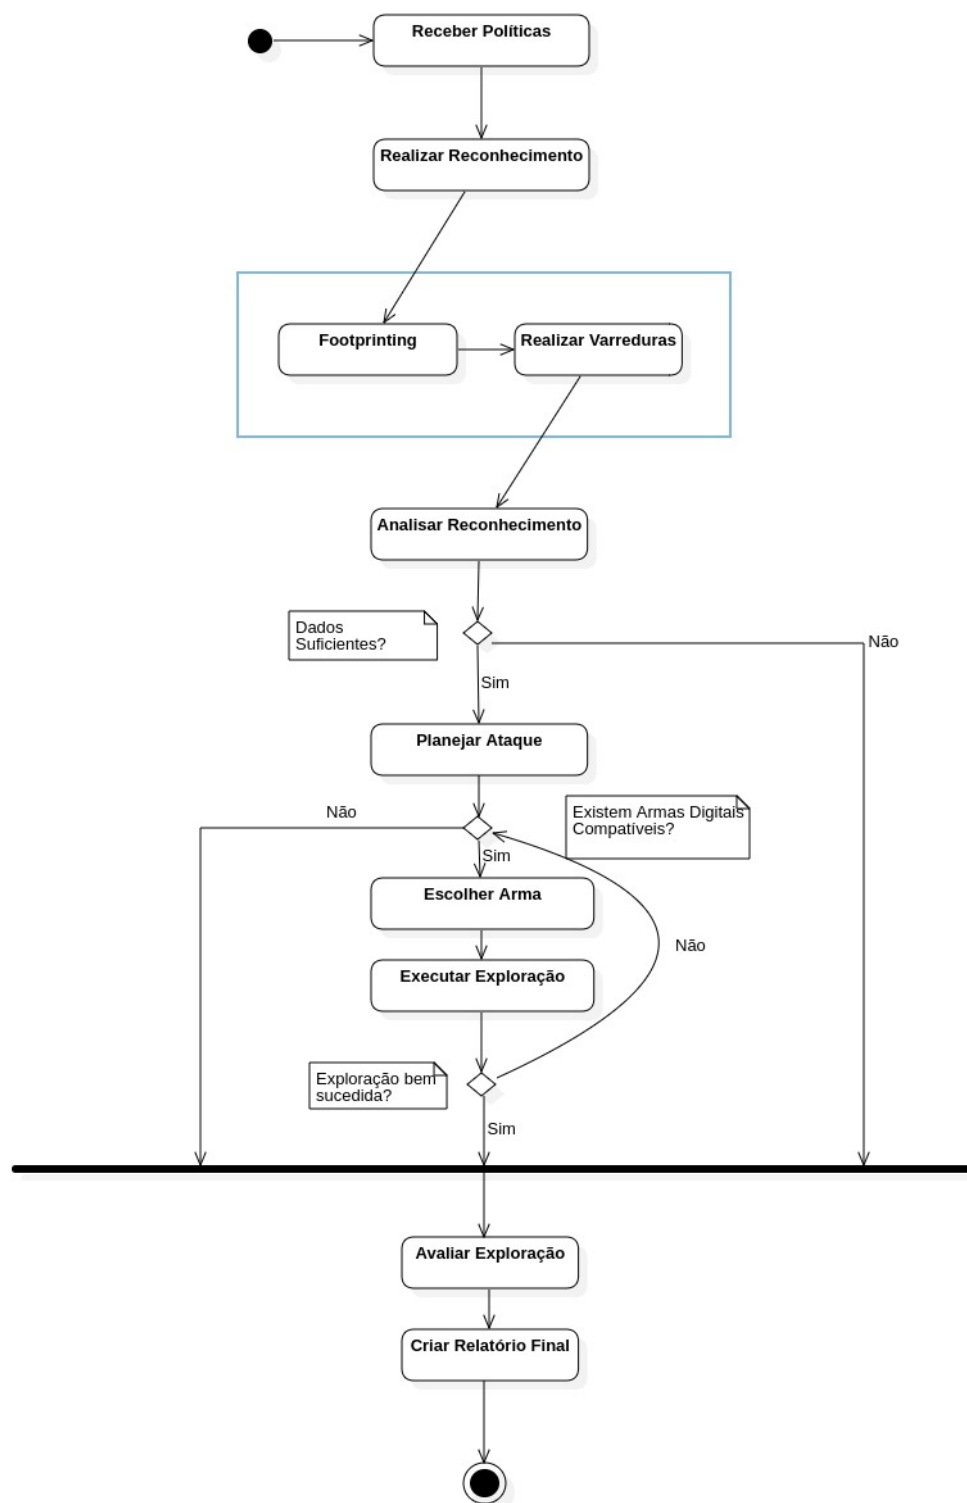 Receber Políticas
Realizar Reconhecimento
Footprinting
Realizar Varreduras
Analisar Reconhecimento
Dados
Suficientes?
Não
Sim
Planejar Ataque
Existem Armas Digitais
Compatíveis?
Não
Sim
Escolher Arma
Não
Executar Exploração
Exploração bem
sucedida?
Sim
Avaliar Exploração
Criar Relatório Final